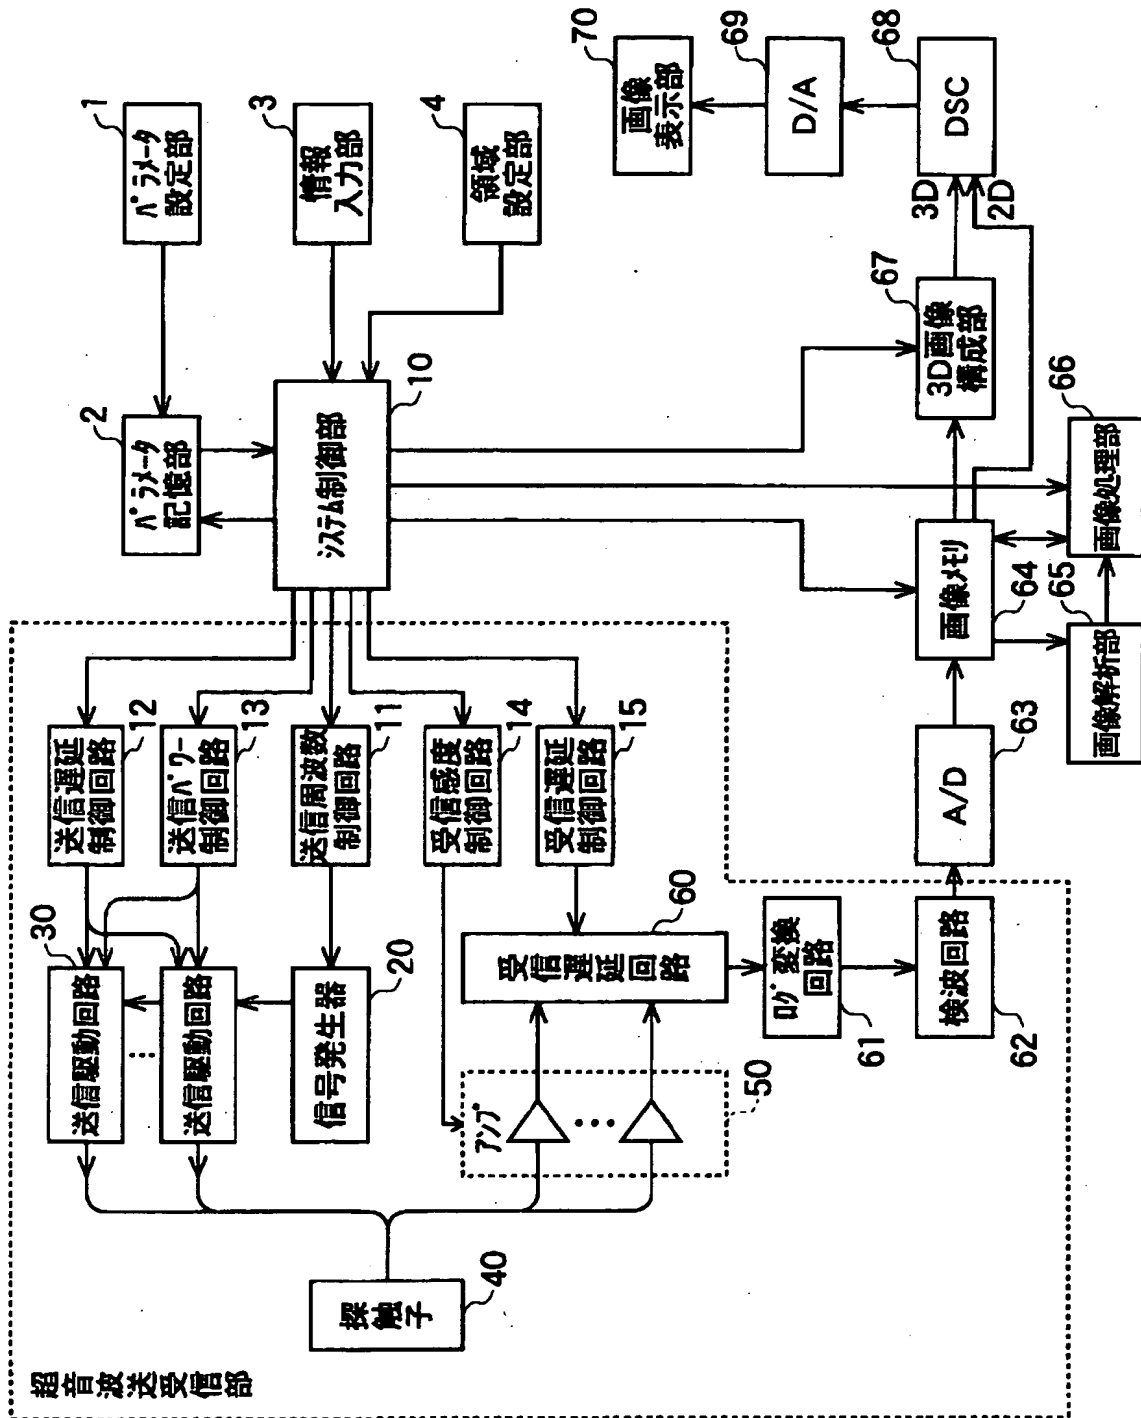 超音波送受信部
探触子
40
送信駆動回路
30
送信駆動回路
信号発生器
20
アンプ
50
受信遅延回路
60
ログ変換
回路
61
検波回路
62
送信遅延
制御回路
12
送信パワー
制御回路
13
送信周波数
制御回路
11
受信感度
制御回路
14
受信遅延
制御回路
15
A/D
63
パラメータ
記憶部
2
システム制御部
10
画像メモリ
64
画像解析部
65
画像処理部
66
3D画像
構成部
67
パラメータ
設定部
1
情報
入力部
3
領域
設定部
4
3D
2D
DSC
68
D/A
69
画像
表示部
70